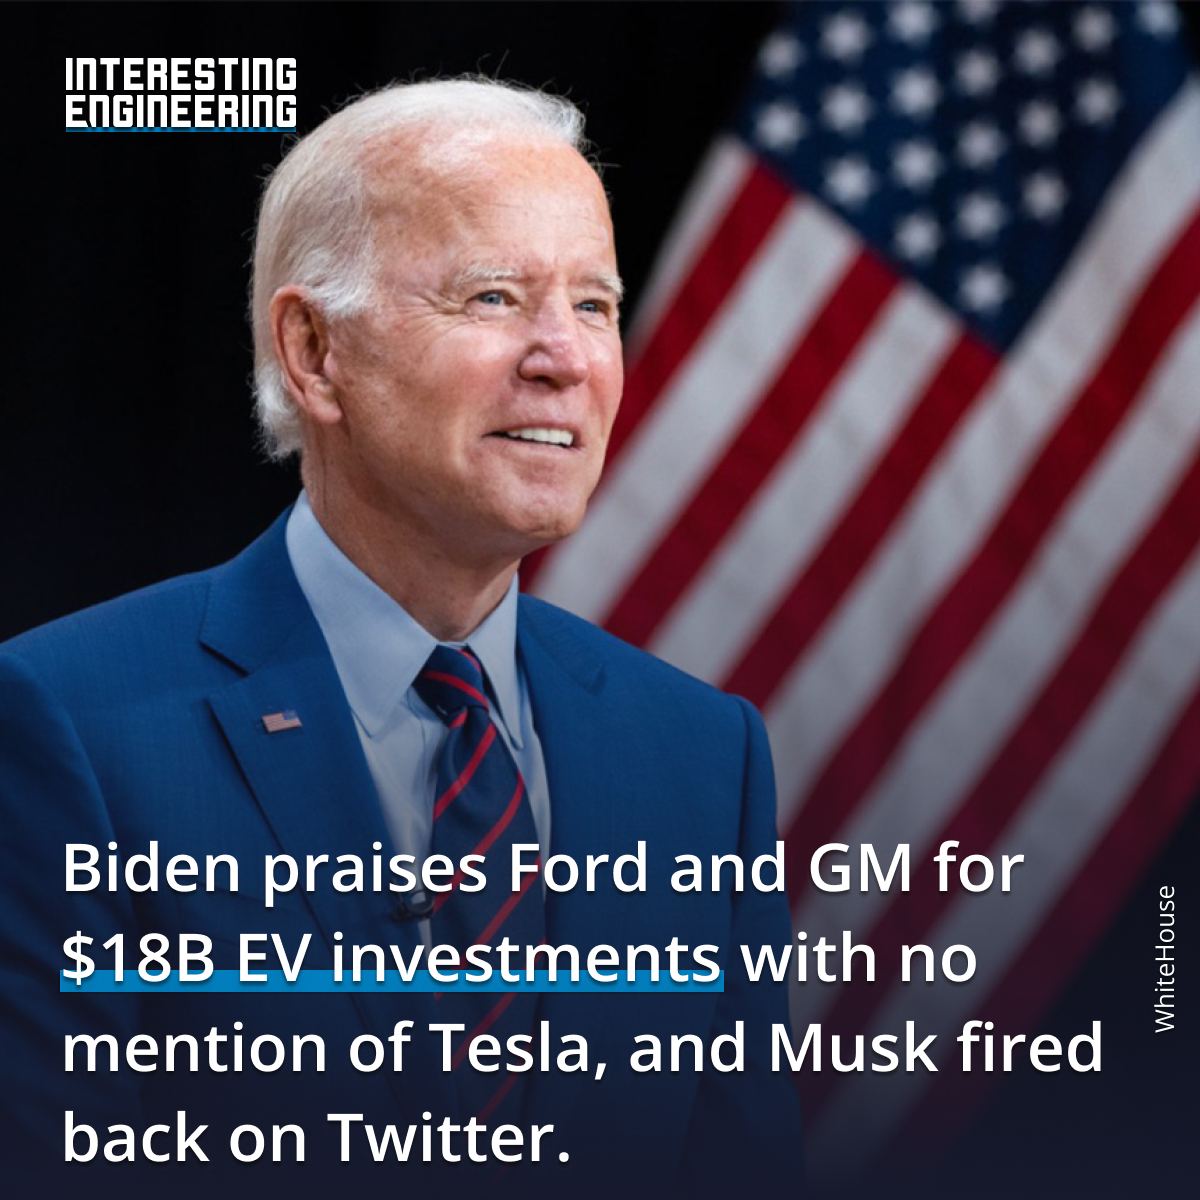 INTERESTING
ENGINEERING
Biden praises Ford and GM for
$18B EV investments with no
mention of Tesla, and Musk fired
back on Twitter.
WhiteHouse